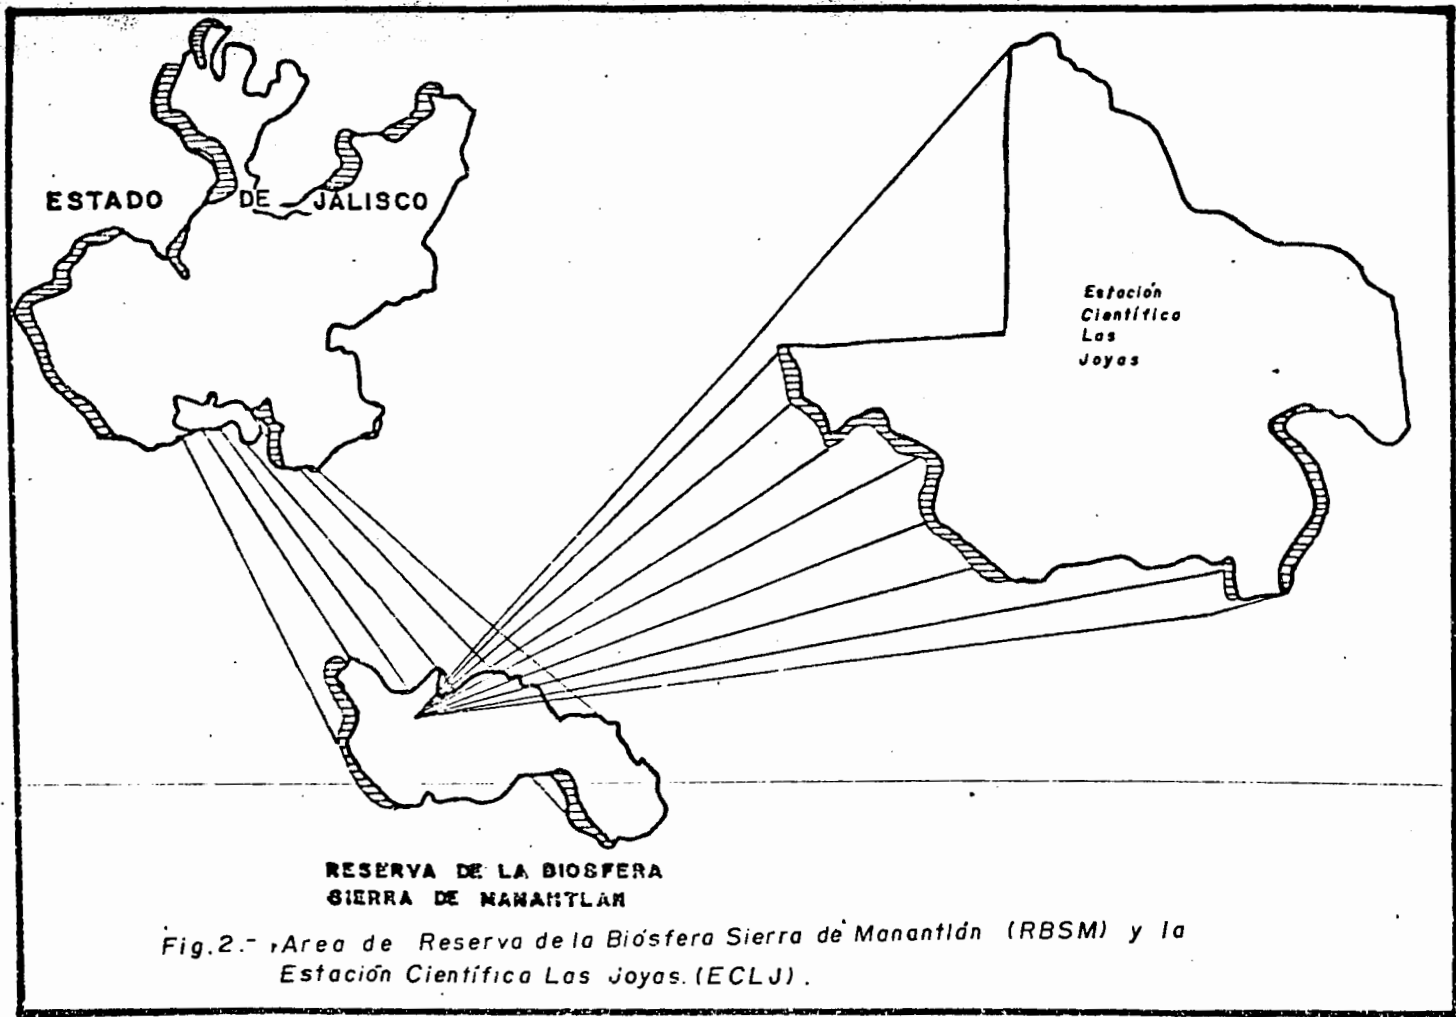 ESTADO DE JALISCO
Estación
Científica
Las
Joyas
RESERVA DE LA BIOSFERA
SIERRA DE MANANTLAN
Fig.2.- Area de Reserva de la Biósfera Sierra de Manantlán (RBSM) y la
Estación Científica Las Joyas. (ECLJ).